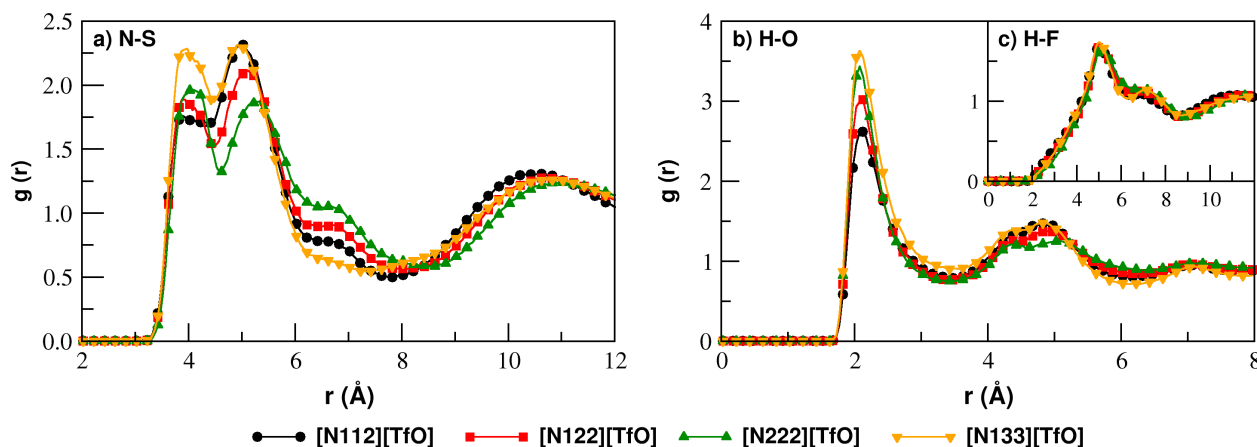 a) N-S
g (r)
2.5
2.0
1.5
1.0
0.5
0.0
2
4
6
8
10
12
r (Å)
b) H-O
g (r)
4
3
2
1
0
0
2
4
6
8
r (Å)
c) H-F
1
0
0
2
4
6
8
10
[N112][TfO]
[N122][TfO]
[N222][TfO]
[N133][TfO]